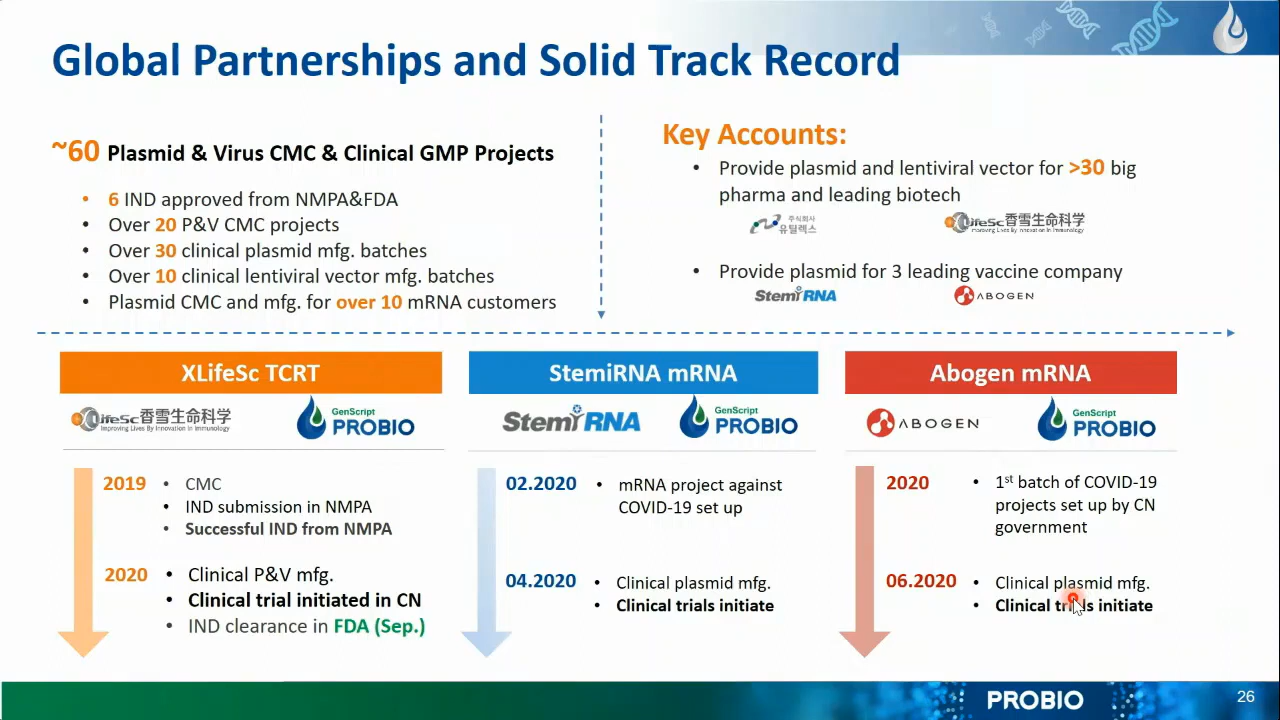 Global Partnerships and Solid Track Record
~60 Plasmid & Virus CMC & Clinical GMP Projects
• 6 IND approved from NMPA&FDA
• Over 20 P&V CMC projects
• Over 30 clinical plasmid mfg. batches
• Over 10 clinical lentiviral vector mfg. batches
• Plasmid CMC and mfg. for over 10 mRNA customers
Key Accounts:
• Provide plasmid and lentiviral vector for >30 big
pharma and leading biotech
주식회사
유틸렉스
LifeSc香雪生命科学
Improving Lives By Innovation in Immunology
• Provide plasmid for 3 leading vaccine company
StemiRNA
ABOGEN
XLifeSc TCRT
LifeSc香雪生命科学
Improving Lives By Innovation in Immunology
GenScript
PROBIO
2019
• CMC
• IND submission in NMPA
• Successful IND from NMPA
2020
• Clinical P&V mfg.
• Clinical trial initiated in CN
• IND clearance in FDA (Sep.)
StemiRNA mRNA
StemiRNA
GenScript
PROBIO
02.2020
• mRNA project against
COVID-19 set up
04.2020
• Clinical plasmid mfg.
• Clinical trials initiate
Abogen mRNA
ABOGEN
GenScript
PROBIO
2020
• 1st batch of COVID-19
projects set up by CN
government
06.2020
• Clinical plasmid mfg.
• Clinical trials initiate
PROBIO
26